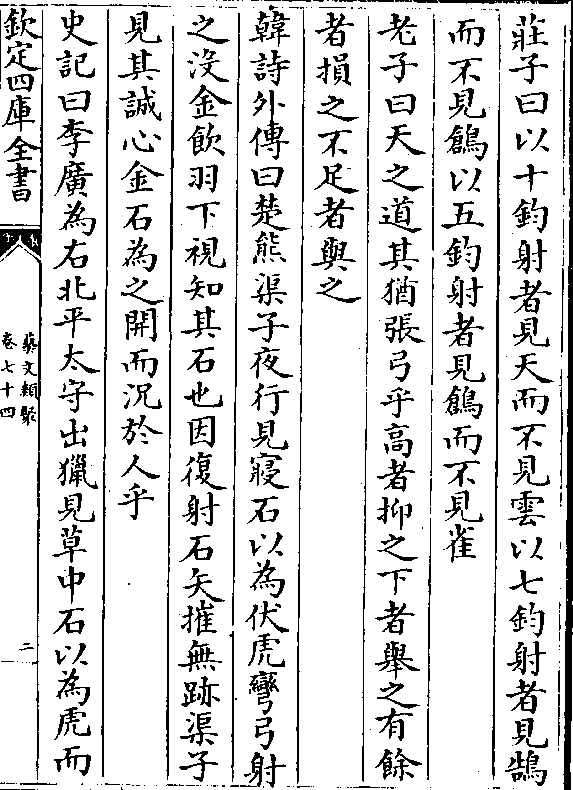 莊子曰以十鈞射者見天而不見雲以七鈞射者見鵠
而不見鶬以五鈞射者見鶬而不見雀
老子曰天之道其猶張弓乎高者抑之下者舉之有餘
者損之不足者與之
韓詩外傳曰楚熊渠子夜行見寢石以為伏虎彎弓射
之沒金飲羽下視知其石也因復射石矢摧無跡渠子
見其誠心金石為之開而況於人乎
史記曰李廣為右北平太守出獵見草中石以為虎而
欽定四庫全書
藝文類聚
卷七十四
二